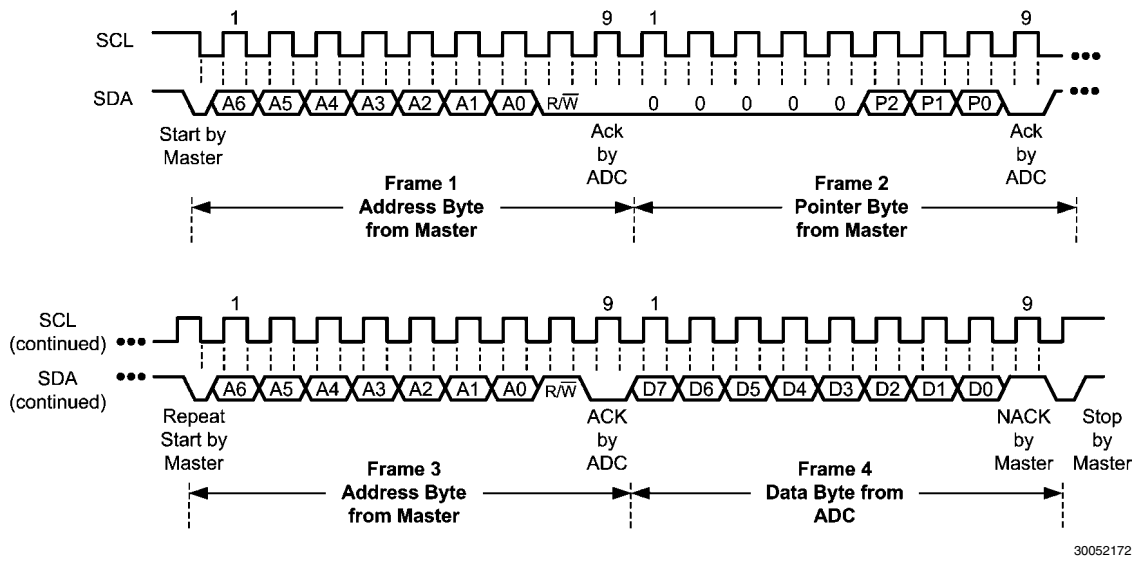 1 9 1 9
SCL
SDA A6 A5 A4 A3 A2 A1 A0 R/W̅ 0 0 0 0 0 P2 P1 P0
Start by
Master
Ack
by
ADC
Ack
by
ADC
Frame 1
Address Byte
from Master
Frame 2
Pointer Byte
from Master
1 9 1 9
SCL
(continued)
SDA
(continued)
A6 A5 A4 A3 A2 A1 A0 R/W̅ D7 D6 D5 D4 D3 D2 D1 D0
Repeat
Start by
Master
ACK
by
ADC
NACK
by
Master
Stop
by
Master
Frame 3
Address Byte
from Master
Frame 4
Data Byte from
ADC
30052172